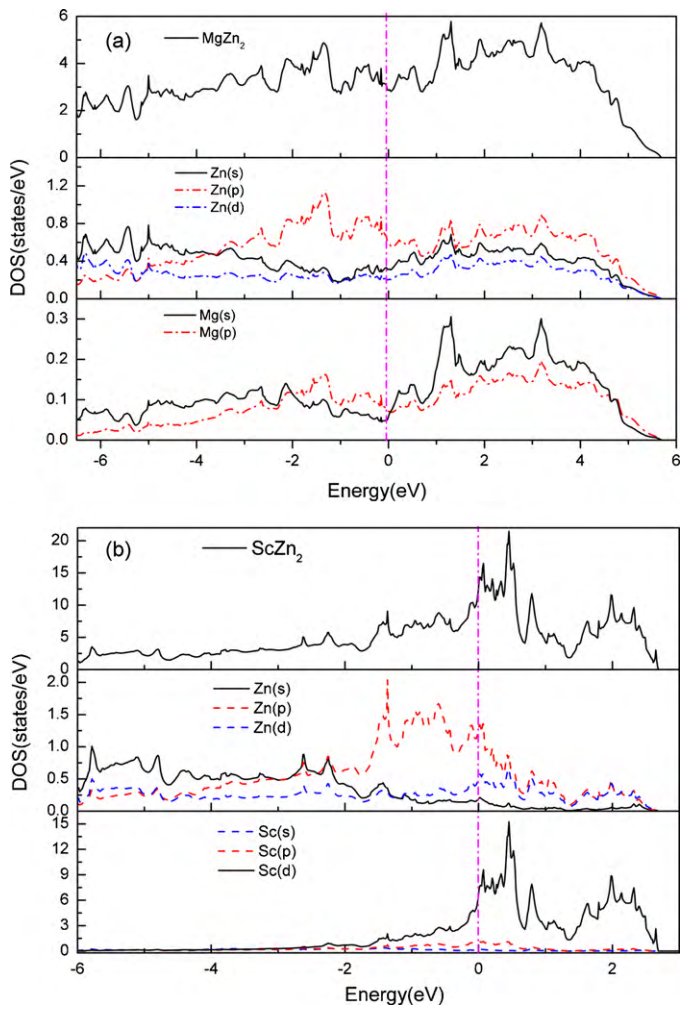 (a)
MgZn2
6
3
0
Zn(s)
Zn(p)
Zn(d)
1.2
0.8
0.4
0.0
Mg(s)
Mg(p)
0.3
0.2
0.1
0.0
DOS(states/eV)
-6 -4 -2 0 2 4 6
Energy(eV)
(b)
ScZn2
20
15
10
5
0
Zn(s)
Zn(p)
Zn(d)
2.0
1.5
1.0
0.5
0.0
Sc(s)
Sc(p)
Sc(d)
15
12
9
6
3
0
DOS(states/eV)
-6 -4 -2 0 2
Energy(eV)